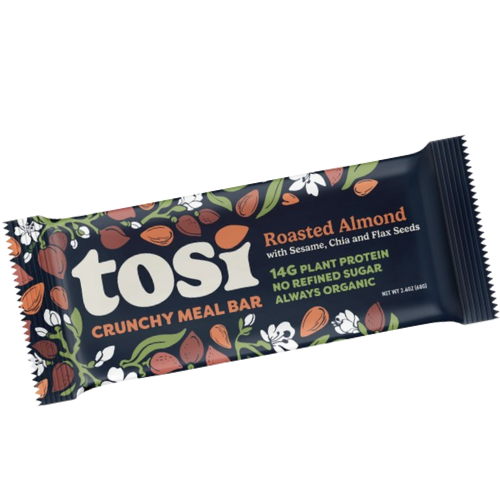 tosi
CRUNCHY MEAL BAR
Roasted Almond
with Sesame, Chia and Flax Seeds
14G PLANT PROTEIN
NO REFINED SUGAR
ALWAYS ORGANIC
NET WT 2.4OZ (68G)